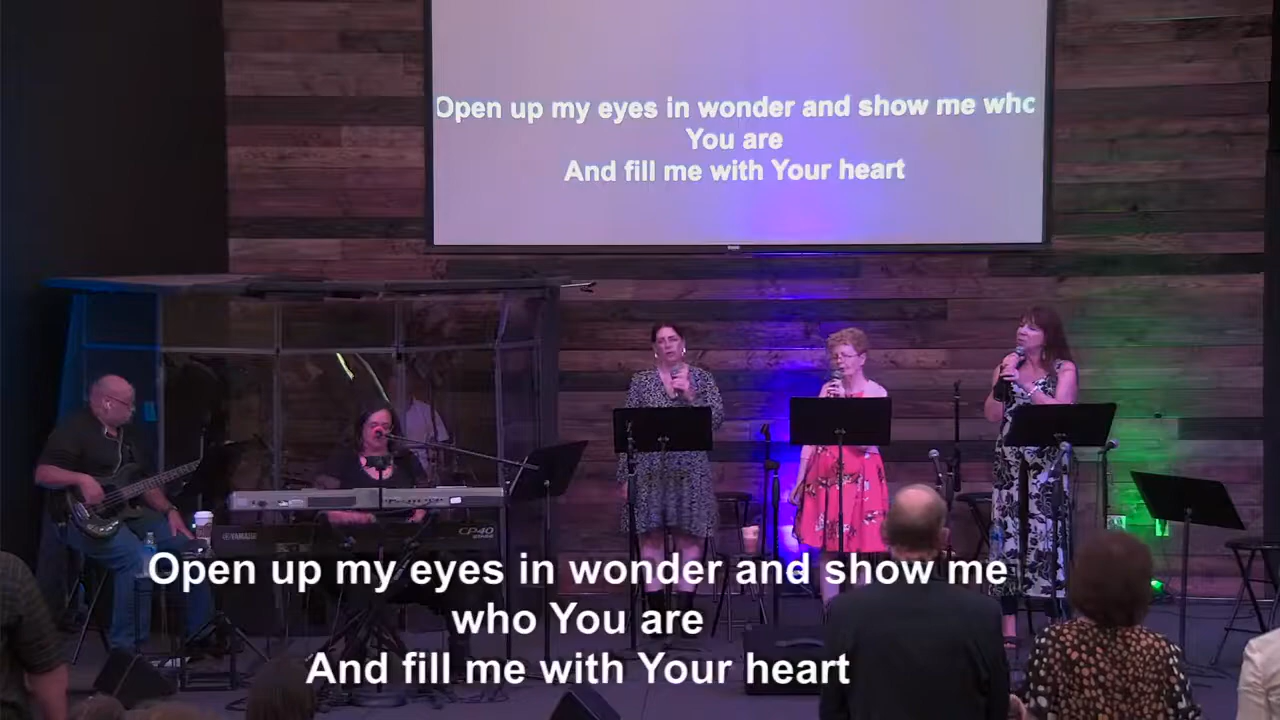 Open up my eyes in wonder and show me who
You are
And fill me with Your heart
YAMAHA
CP40
Open up my eyes in wonder and show me
who You are
And fill me with Your heart